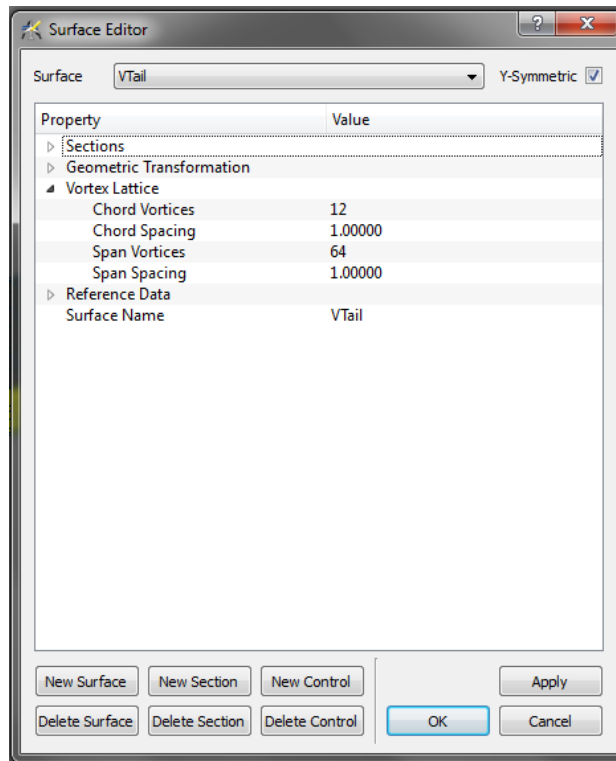 Surface Editor
?
Surface VTail Y-Symmetric
Property Value
Sections
Geometric Transformation
Vortex Lattice
Chord Vortices 12
Chord Spacing 1.00000
Span Vortices 64
Span Spacing 1.00000
Reference Data
Surface Name VTail
New Surface New Section New Control Apply
Delete Surface Delete Section Delete Control OK Cancel